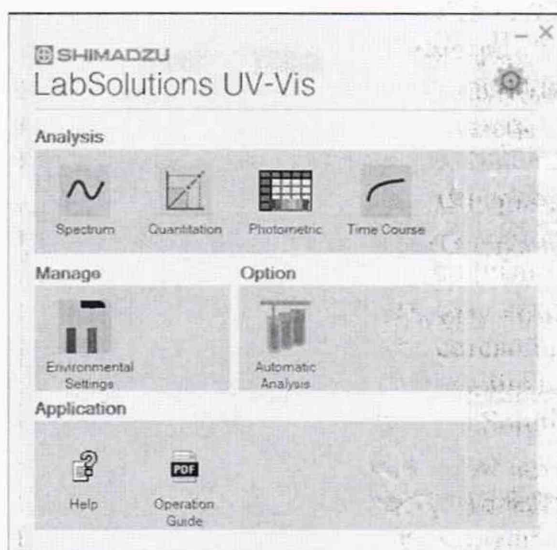 SHIMADZU
LabSolutions UV-Vis
Analysis
Spectrum Quantitation Photometric Time Course
Manage Option
Environmental
Settings
Automatic
Analysis
Application
PDF
Help Operation
Guide